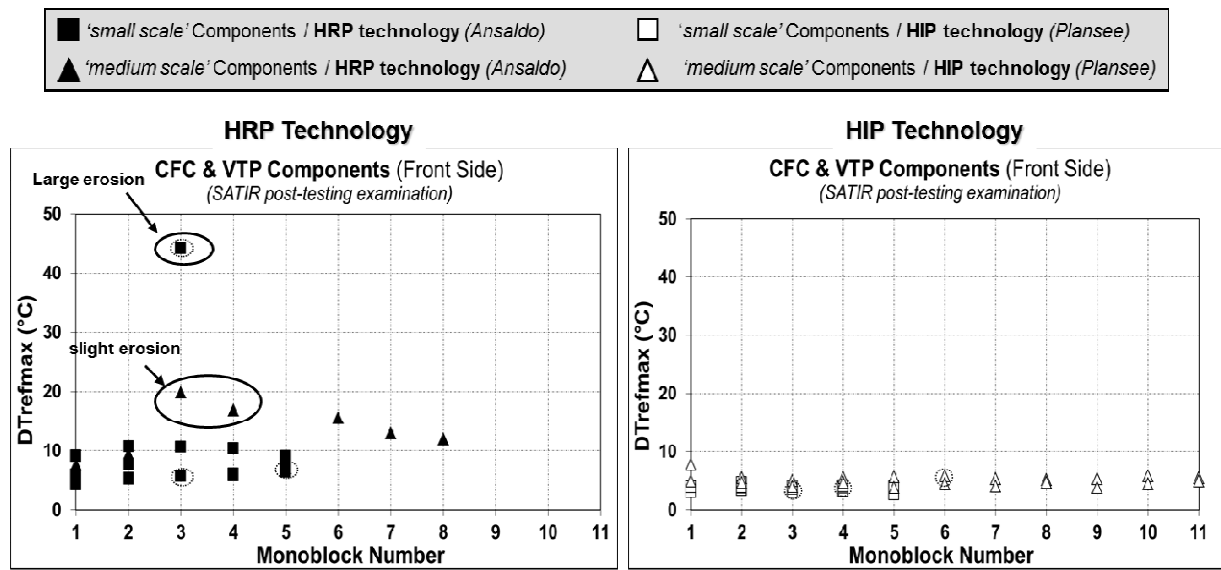 'small scale' Components / HRP technology (Ansaldo)
'small scale' Components / HIP technology (Plansee)
'medium scale' Components / HRP technology (Ansaldo)
'medium scale' Components / HIP technology (Plansee)
HRP Technology
CFC & VTP Components (Front Side)
(SATIR post-testing examination)
Large erosion
slight erosion
DTrefmax (°C)
50
40
30
20
10
0
1 2 3 4 5 6 7 8 9 10 11
Monoblock Number
HIP Technology
CFC & VTP Components (Front Side)
(SATIR post-testing examination)
DTrefmax (°C)
50
40
30
20
10
0
1 2 3 4 5 6 7 8 9 10 11
Monoblock Number